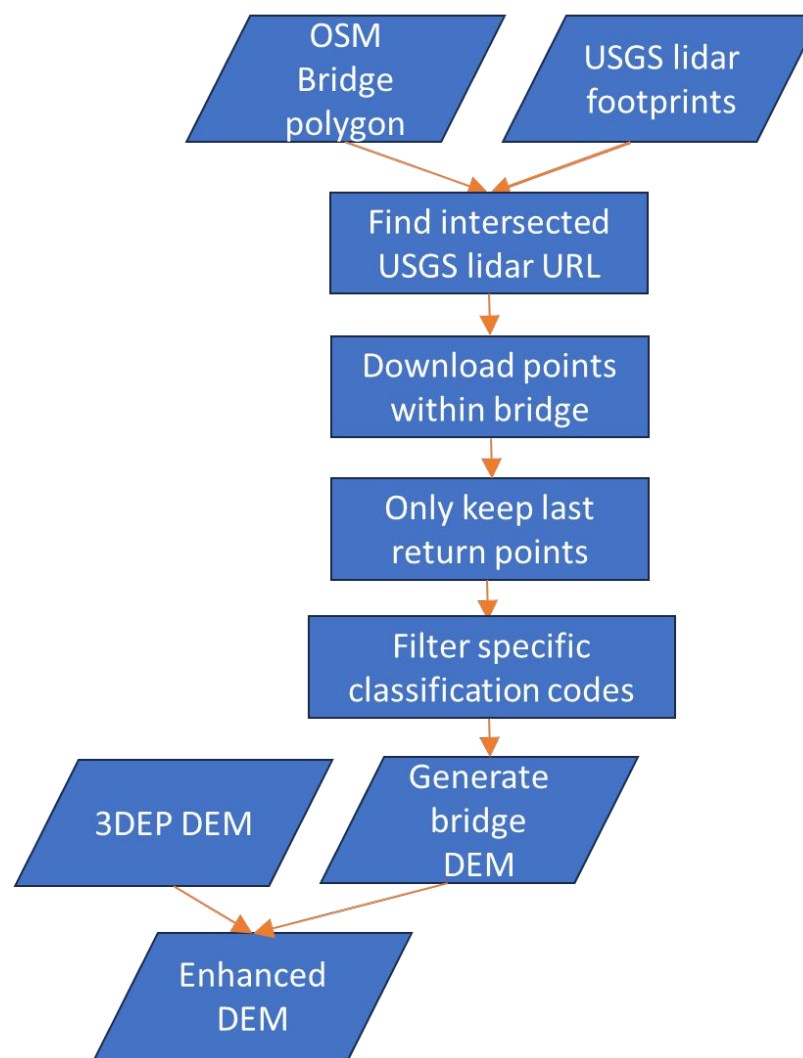 OSM
Bridge
polygon
USGS lidar
footprints
Find intersected
USGS lidar URL
Download points
within bridge
Only keep last
return points
Filter specific
classification codes
3DEP DEM
Generate
bridge
DEM
Enhanced
DEM